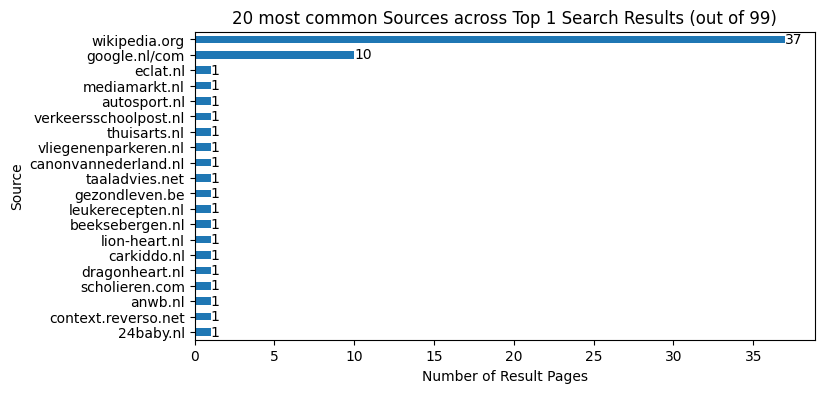 20 most common Sources across Top 1 Search Results (out of 99)
wikipedia.org 37
google.nl/com 10
eclat.nl 1
mediamarkt.nl 1
autosport.nl 1
verkeersschoolpost.nl 1
thuisarts.nl 1
vliegenenparkeren.nl 1
canonvannederland.nl 1
taaladvies.net 1
gezondleven.be 1
leukerecepten.nl 1
beeksebergen.nl 1
lion-heart.nl 1
carkiddo.nl 1
dragonheart.nl 1
scholieren.com 1
anwb.nl 1
context.reverso.net 1
24baby.nl 1
Source
0 5 10 15 20 25 30 35
Number of Result Pages